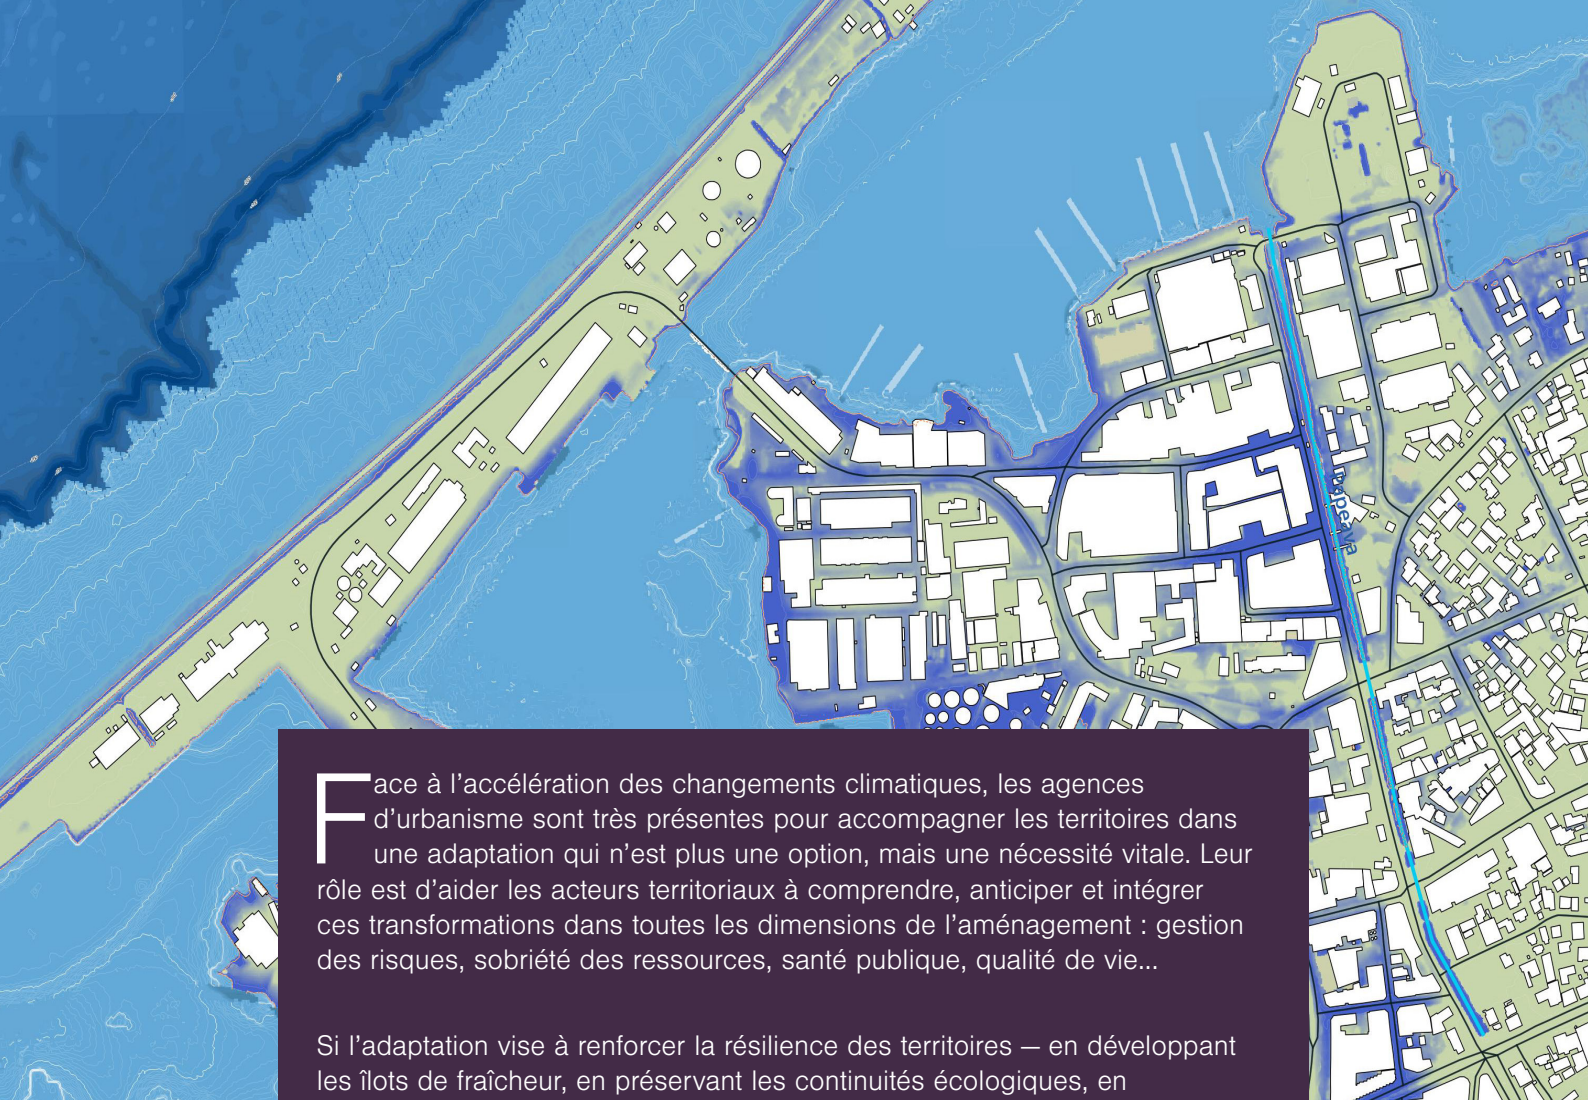 Papeava
Face à l’accélération des changements climatiques, les agences
d’urbanisme sont très présentes pour accompagner les territoires dans
une adaptation qui n’est plus une option, mais une nécessité vitale. Leur
rôle est d’aider les acteurs territoriaux à comprendre, anticiper et intégrer
ces transformations dans toutes les dimensions de l’aménagement : gestion
des risques, sobriété des ressources, santé publique, qualité de vie...
Si l’adaptation vise à renforcer la résilience des territoires — en développant
les îlots de fraîcheur, en préservant les continuités écologiques, en